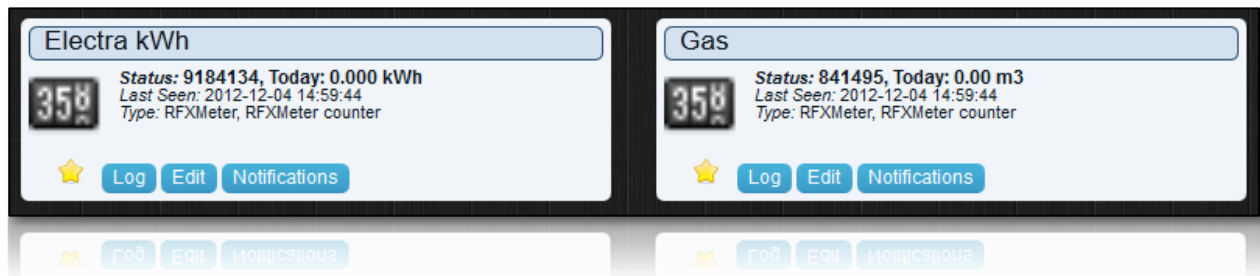 Electra kWh
Status: 9184134, Today: 0.000 kWh
Last Seen: 2012-12-04 14:59:44
Type: RFXMeter, RFXMeter counter
Log Edit Notifications
Gas
Status: 841495, Today: 0.00 m3
Last Seen: 2012-12-04 14:59:44
Type: RFXMeter, RFXMeter counter
Log Edit Notifications